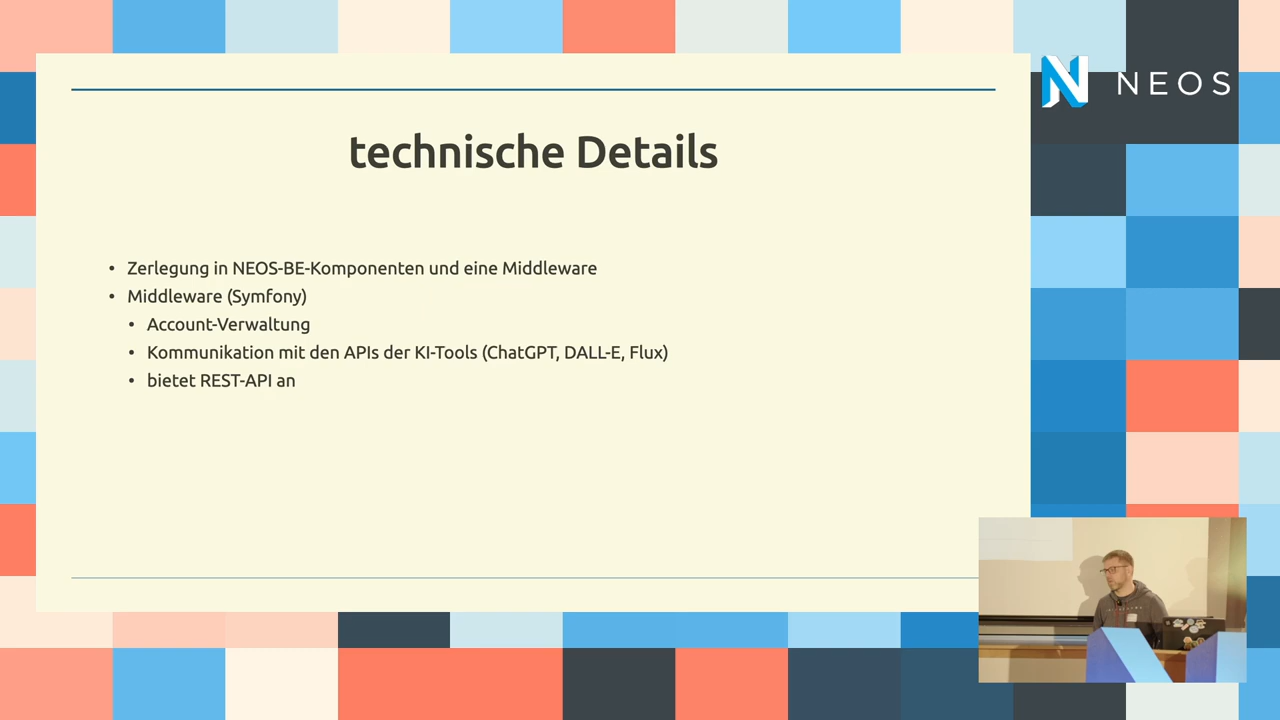 technische Details
NEOS
• Zerlegung in NEOS-BE-Komponenten und eine Middleware
• Middleware (Symfony)
• Account-Verwaltung
• Kommunikation mit den APIs der KI-Tools (ChatGPT, DALL-E, Flux)
• bietet REST-API an